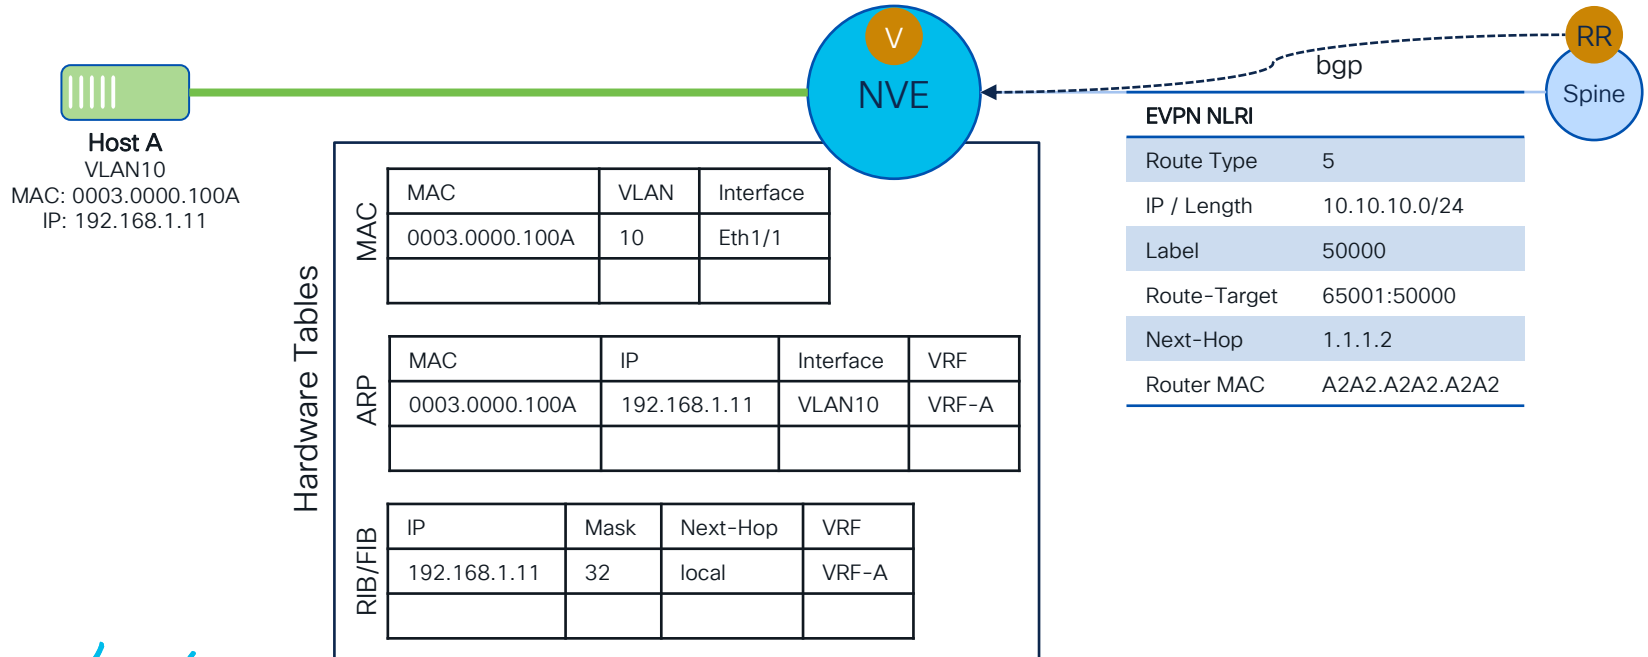 V
NVE
RR
Spine
bgp
Host A
VLAN10
MAC: 0003.0000.100A
IP: 192.168.1.11
Hardware Tables
MAC
MAC VLAN Interface
0003.0000.100A 10 Eth1/1
ARP
MAC IP Interface VRF
0003.0000.100A 192.168.1.11 VLAN10 VRF-A
RIB/FIB
IP Mask Next-Hop VRF
192.168.1.11 32 local VRF-A
EVPN NLRI
Route Type 5
IP / Length 10.10.10.0/24
Label 50000
Route-Target 65001:50000
Next-Hop 1.1.1.2
Router MAC A2A2.A2A2.A2A2